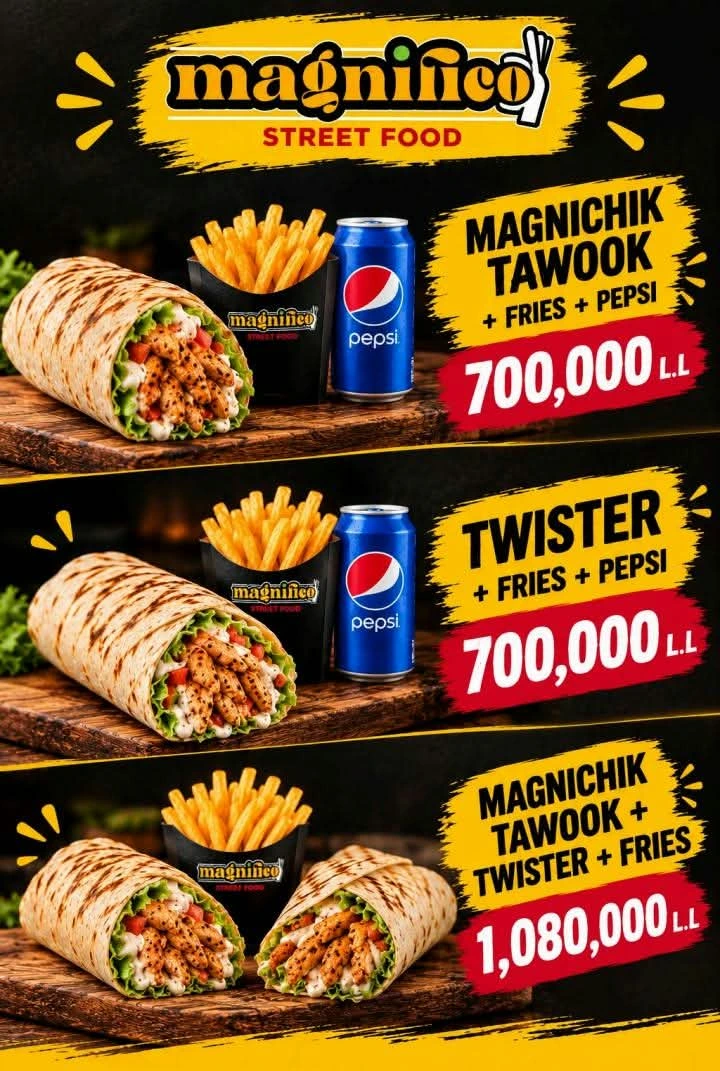 magnifico
STREET FOOD
MAGNICHIK
TAWOOK
+ FRIES + PEPSI
700,000 L.L
magnifico
STREET FOOD
pepsi
TWISTER
+ FRIES + PEPSI
700,000 L.L
magnifico
STREET FOOD
pepsi
MAGNICHIK
TAWOOK +
TWISTER + FRIES
1,080,000 L.L
magnifico
STREET FOOD